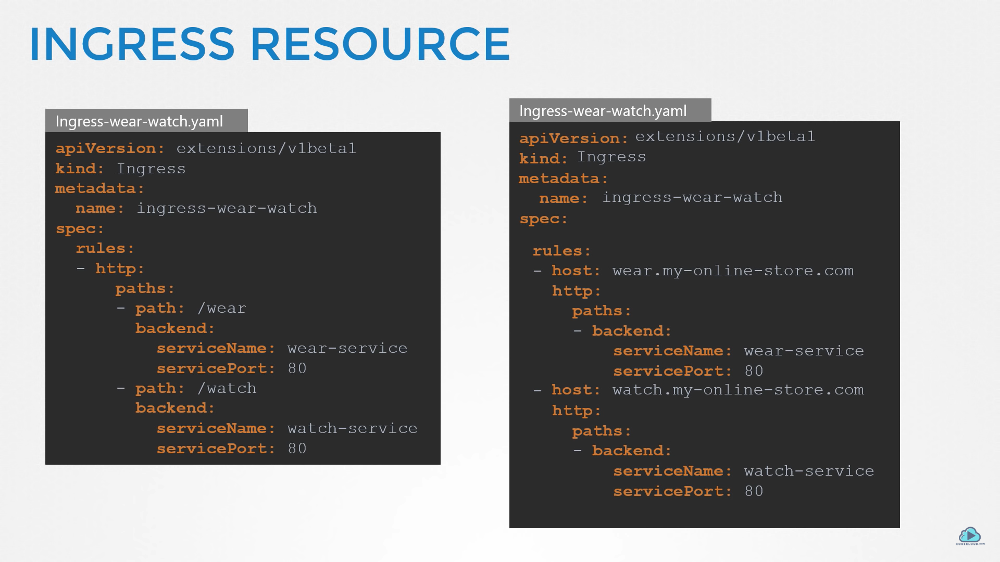 INGRESS RESOURCE
Ingress-wear-watch.yaml
apiVersion: extensions/v1beta1
kind: Ingress
metadata:
  name: ingress-wear-watch
spec:
  rules:
  - http:
      paths:
      - path: /wear
        backend:
          serviceName: wear-service
          servicePort: 80
      - path: /watch
        backend:
          serviceName: watch-service
          servicePort: 80
Ingress-wear-watch.yaml
apiVersion: extensions/v1beta1
kind: Ingress
metadata:
  name: ingress-wear-watch
spec:
  rules:
  - host: wear.my-online-store.com
    http:
      paths:
      - backend:
          serviceName: wear-service
          servicePort: 80
  - host: watch.my-online-store.com
    http:
      paths:
      - backend:
          serviceName: watch-service
          servicePort: 80
KODEKLOUD.COM